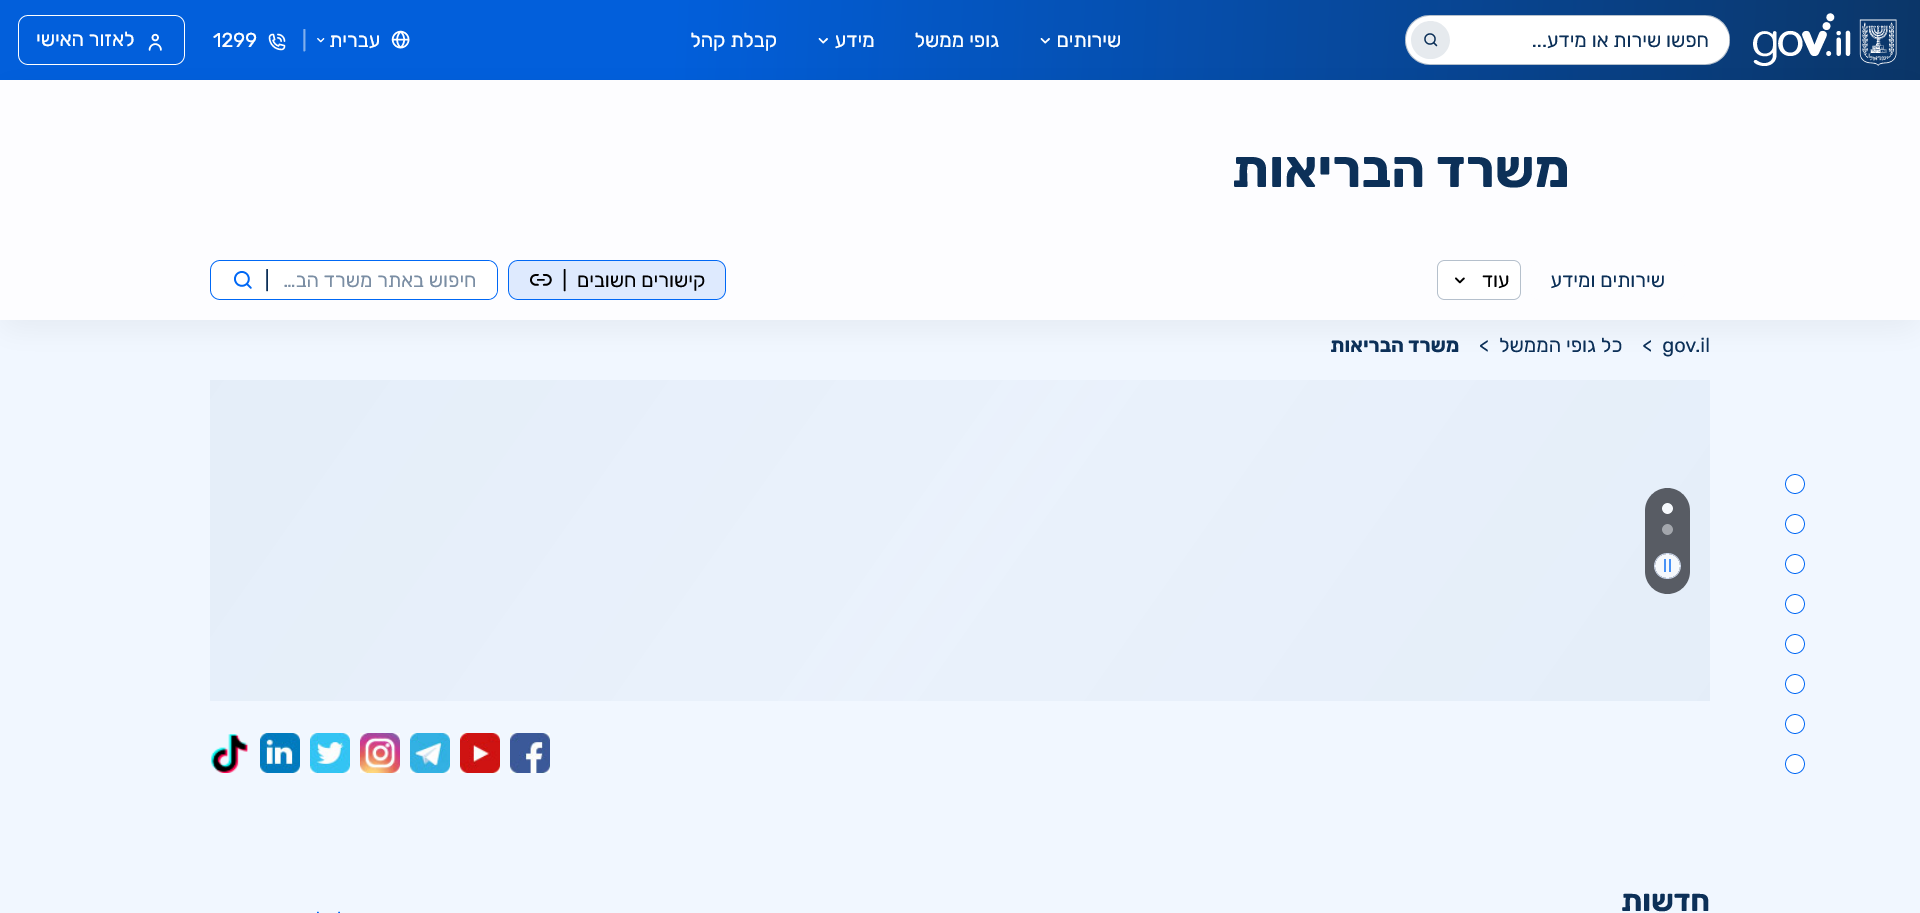 gov.il
חפשו שירות או מידע...
שירותים
גופי ממשל
מידע
קבלת קהל
עברית
1299
לאזור האישי
משרד הבריאות
שירותים ומידע
עוד
קישורים חשובים
חיפוש באתר משרד הב...
gov.il > כל גופי הממשל > משרד הבריאות
חדשות